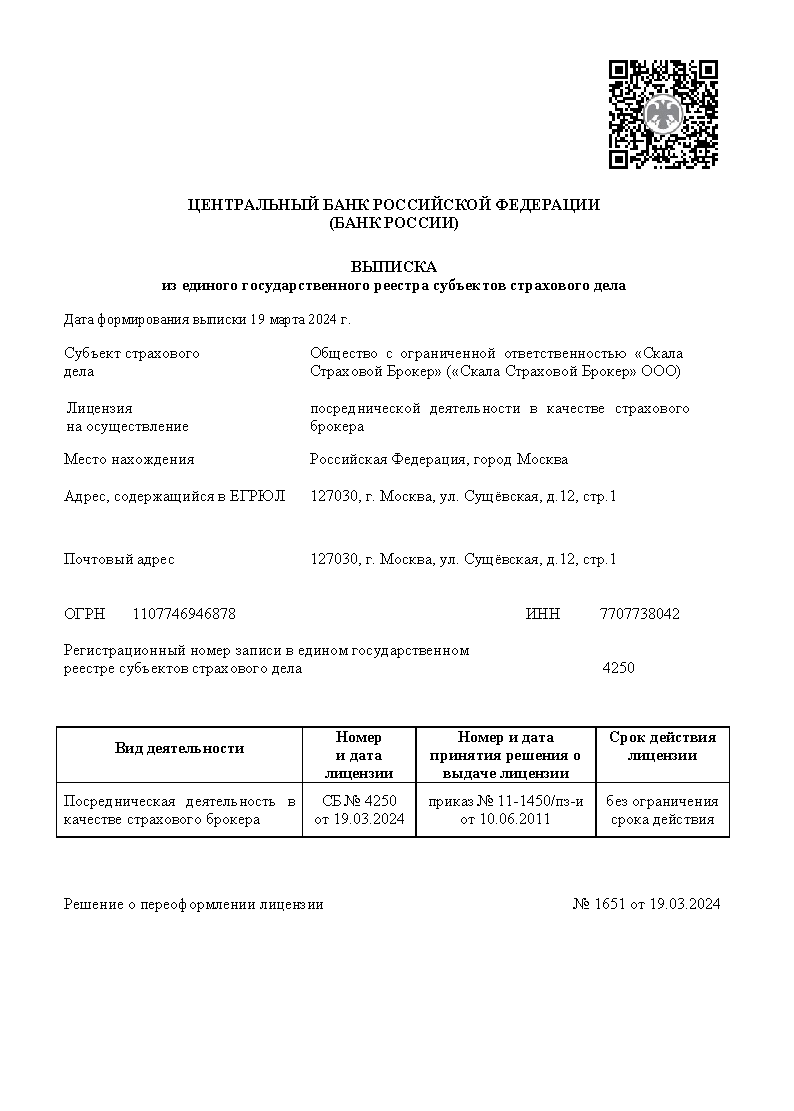 ЦЕНТРАЛЬНЫЙ БАНК РОССИЙСКОЙ ФЕДЕРАЦИИ
(БАНК РОССИИ)
ВЫПИСКА
из единого государственного реестра субъектов страхового дела
Дата формирования выписки 19 марта 2024 г.
Субъект страхового
дела
Общество с ограниченной ответственностью «Скала
Страховой Брокер» («Скала Страховой Брокер» ООО)
Лицензия
на осуществление
посреднической деятельности в качестве страхового
брокера
Место нахождения
Российская Федерация, город Москва
Адрес, содержащийся в ЕГРЮЛ
127030, г. Москва, ул. Сущёвская, д.12, стр.1
Почтовый адрес
127030, г. Москва, ул. Сущёвская, д.12, стр.1
ОГРН 1107746946878 ИНН 7707738042
Регистрационный номер записи в едином государственном
реестре субъектов страхового дела 4250
Вид деятельности
Номер
и дата
лицензии
Номер и дата
принятия решения о
выдаче лицензии
Срок действия
лицензии
Посредническая деятельность в
качестве страхового брокера
СБ № 4250
от 19.03.2024
приказ № 11-1450/пз-и
от 10.06.2011
без ограничения
срока действия
Решение о переоформлении лицензии № 1651 от 19.03.2024